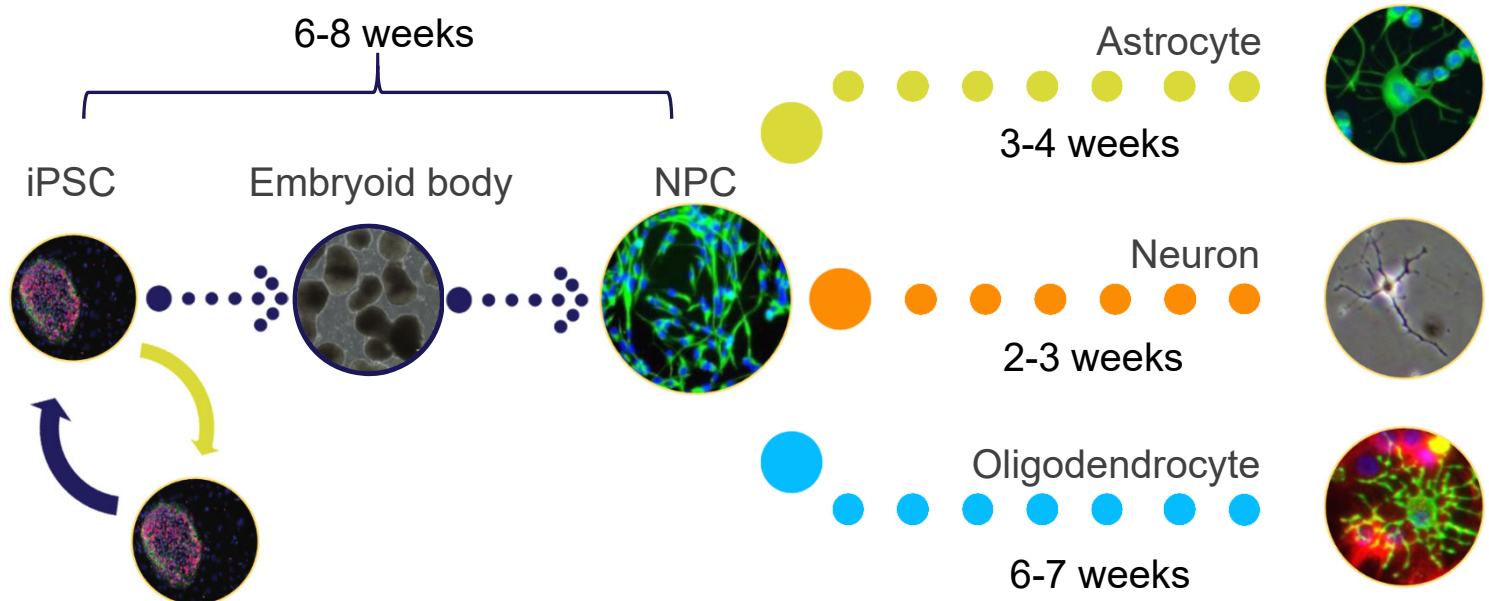 6-8 weeks
iPSC
Embryoid body
NPC
Astrocyte
3-4 weeks
Neuron
2-3 weeks
Oligodendrocyte
6-7 weeks